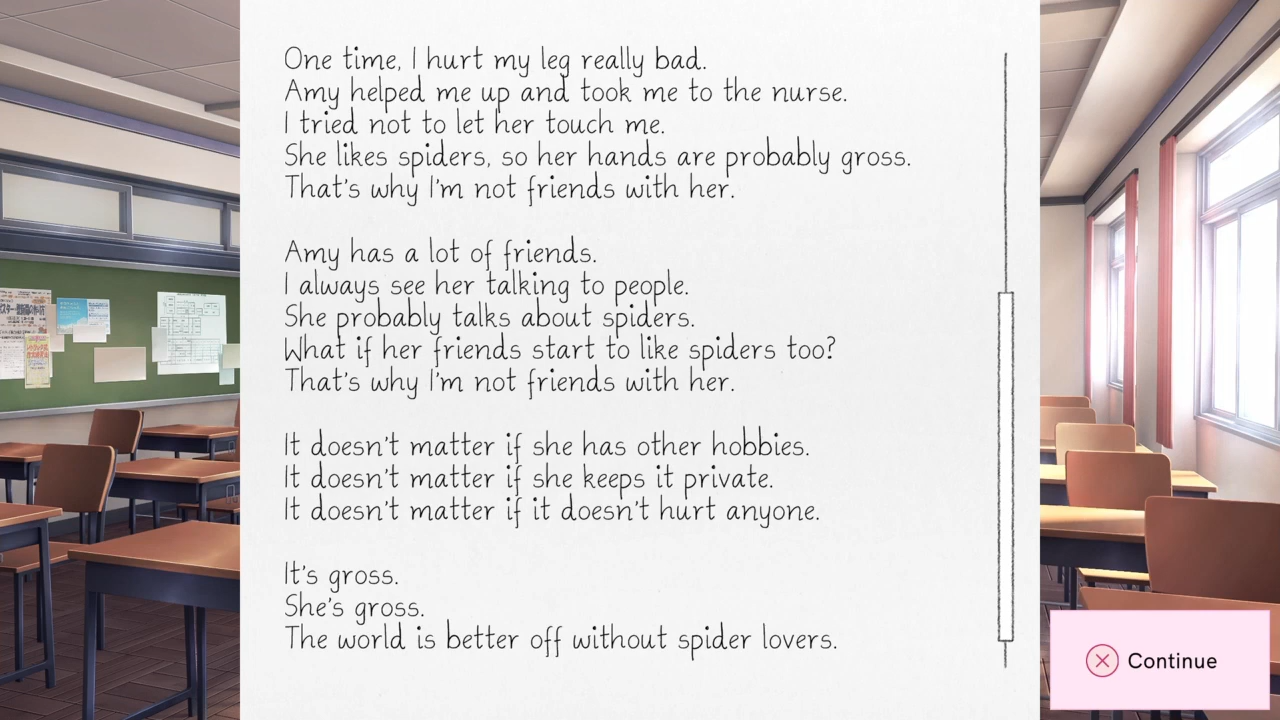 One time, I hurt my leg really bad.
Amy helped me up and took me to the nurse.
I tried not to let her touch me.
She likes spiders, so her hands are probably gross.
That's why I'm not friends with her.
Amy has a lot of friends.
I always see her talking to people.
She probably talks about spiders.
What if her friends start to like spiders too?
That's why I'm not friends with her.
It doesn't matter if she has other hobbies.
It doesn't matter if she keeps it private.
It doesn't matter if it doesn't hurt anyone.
It's gross.
She's gross.
The world is better off without spider lovers.
Continue